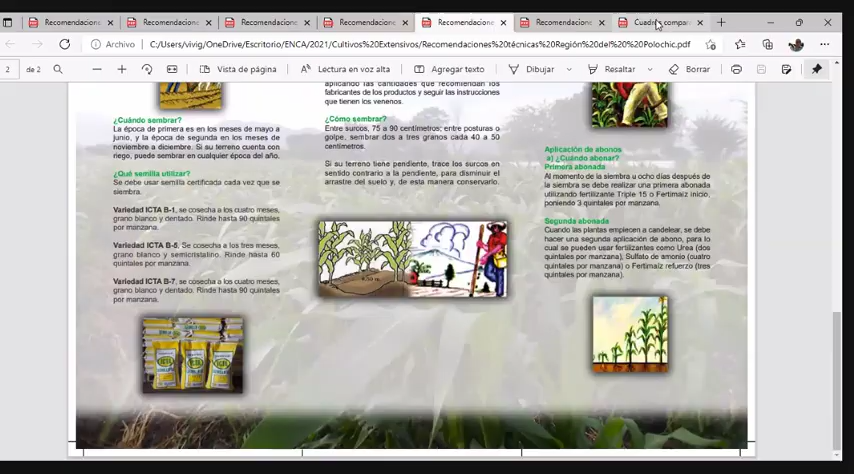 Recomendacione
Recomendacione
Recomendacione
Recomendacione
Recomendacione
Recomendacione
Cuadro compar
Archivo | C:/Users/vivig/OneDrive/Escritorio/ENCA/2021/Cultivos%20Extensivos/Recomendaciones%20técnicas%20Región%20del%20%20Polochic.pdf
2 de 2
Vista de página
Lectura en voz alta
Agregar texto
Dibujar
Resaltar
Borrar
¿Cuándo sembrar?
La época de primera es en los meses de mayo a
junio, y la época de segunda en los meses de
noviembre a diciembre. Si su terreno cuenta con
riego, puede sembrar en cualquier época del año.
¿Qué semilla utilizar?
Se debe usar semilla certificada cada vez que se
siembra.
Variedad ICTA B-1, se cosecha a los cuatro meses,
grano blanco y dentado. Rinde hasta 90 quintales
por manzana.
Variedad ICTA B-5. Se cosecha a los tres meses,
grano blanco y semicristalino. Rinde hasta 60
quintales por manzana.
Variedad ICTA B-7, se cosecha a los cuatro meses,
grano blanco y dentado. Rinde hasta 90 quintales
por manzana.
aplicando las cantidades que recomiendan los
fabricantes de los productos y seguir las instrucciones
que tienen los venenos.
¿Cómo sembrar?
Entre surcos, 75 a 90 centímetros; entre posturas o
golpe, sembrar dos a tres granos cada 40 a 50
centímetros.
Si su terreno tiene pendiente, trace los surcos en
sentido contrario a la pendiente, para disminuir el
arrastre del suelo y, de esta manera conservarlo.
Aplicación de abonos
a) ¿Cuándo abonar?
Primera abonada
Al momento de la siembra u ocho días después de
la siembra se debe realizar una primera abonada
utilizando fertilizante Triple 15 o Fertimaíz inicio,
poniendo 3 quintales por manzana.
Segunda abonada
Cuando las plantas empiecen a candelear, se debe
hacer una segunda aplicación de abono, para lo
cual se pueden usar fertilizantes como Urea (dos
quintales por manzana), Sulfato de amonio (cuatro
quintales por manzana) o Fertimaíz refuerzo (tres
quintales por manzana).